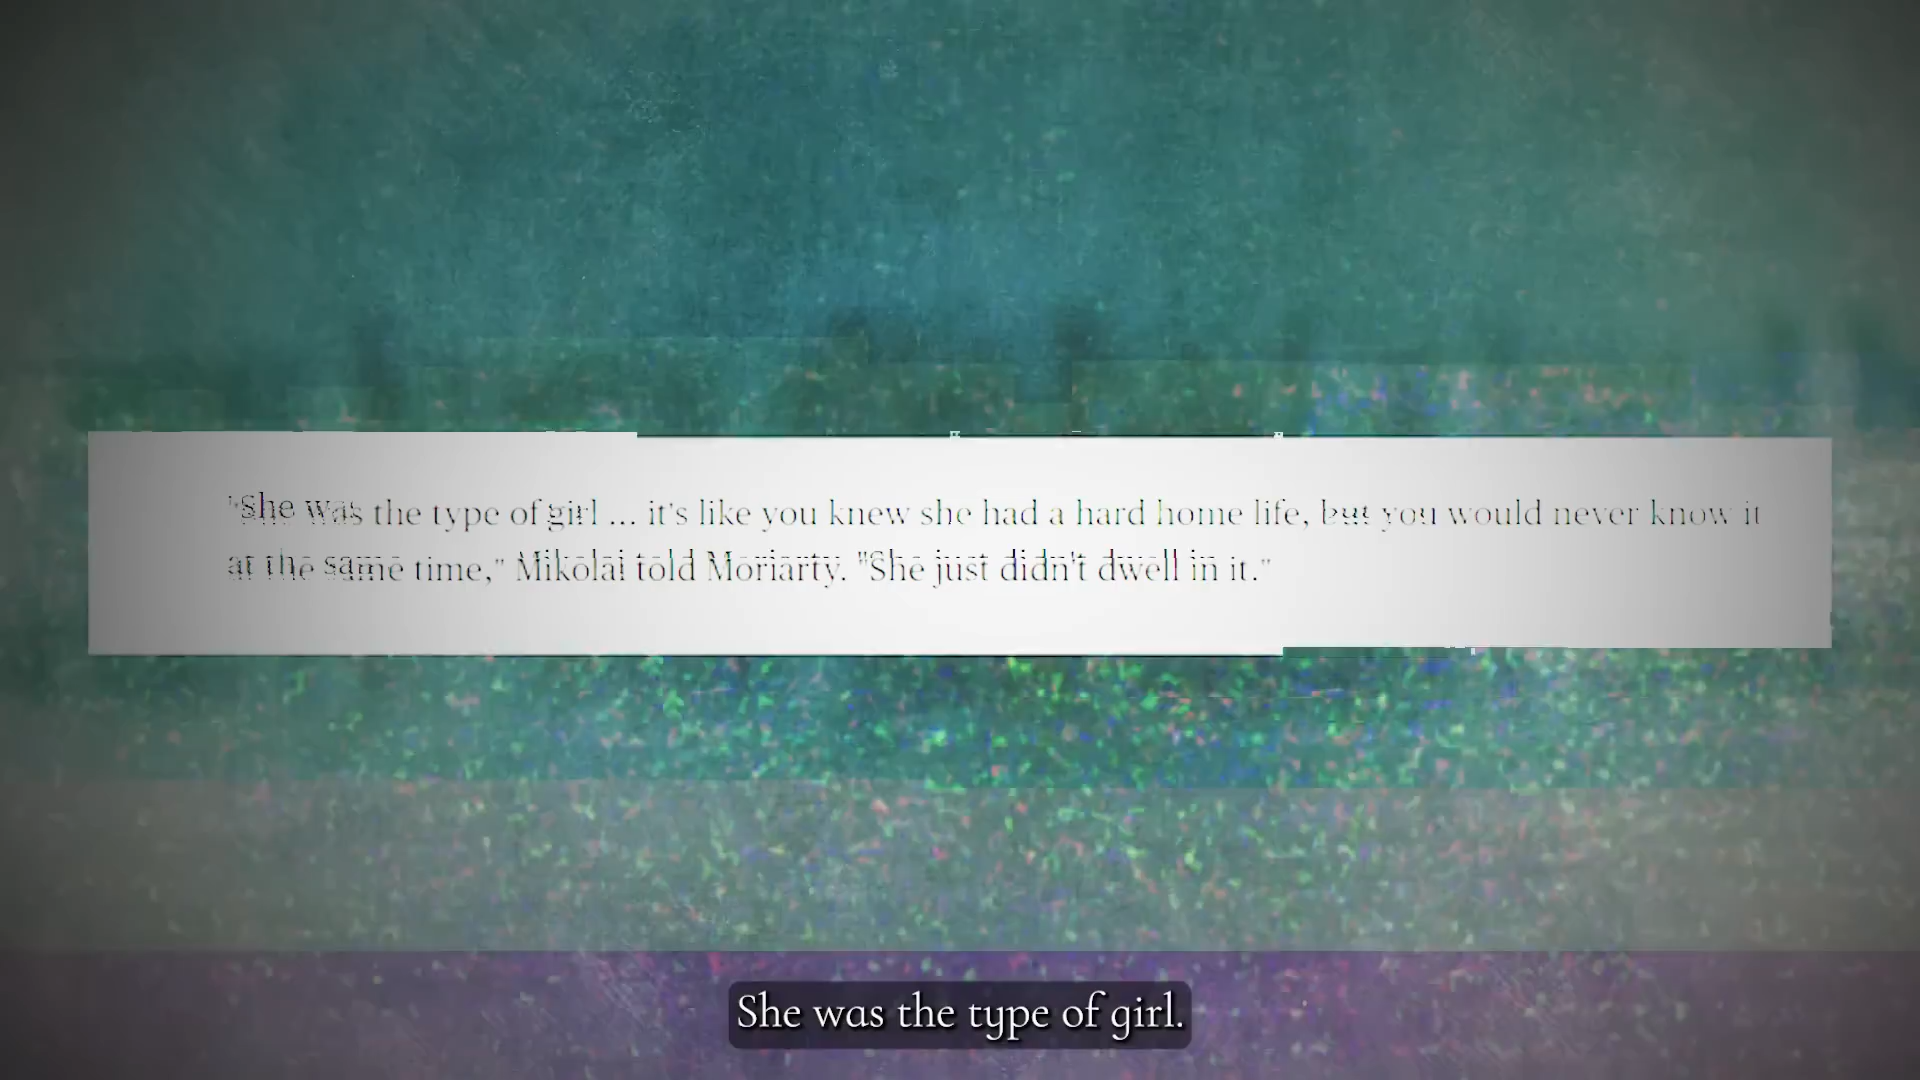 "She was the type of girl ... it's like you knew she had a hard home life, but you would never know it
at the same time," Mikolai told Moriarty. "She just didn't dwell in it."
She was the type of girl.